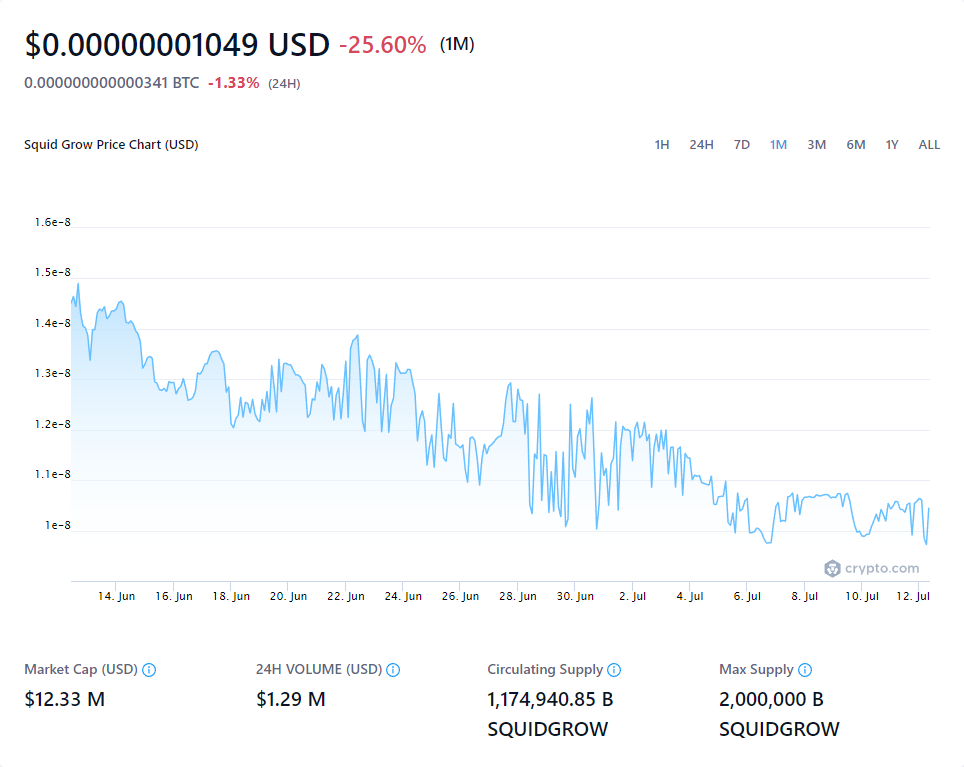 $0.00000001049 USD -25.60% (1M)
0.000000000000341 BTC -1.33% (24H)
Squid Grow Price Chart (USD) 1H 24H 7D 1M 3M 6M 1Y ALL
1.6e-8
1.5e-8
1.4e-8
1.3e-8
1.2e-8
1.1e-8
1e-8
crypto.com
14. Jun 16. Jun 18. Jun 20. Jun 22. Jun 24. Jun 26. Jun 28. Jun 30. Jun 2. Jul 4. Jul 6. Jul 8. Jul 10. Jul 12. Jul
Market Cap (USD) 24H VOLUME (USD) Circulating Supply Max Supply
$12.33 M $1.29 M 1,174,940.85 B 2,000,000 B
SQUIDGROW SQUIDGROW